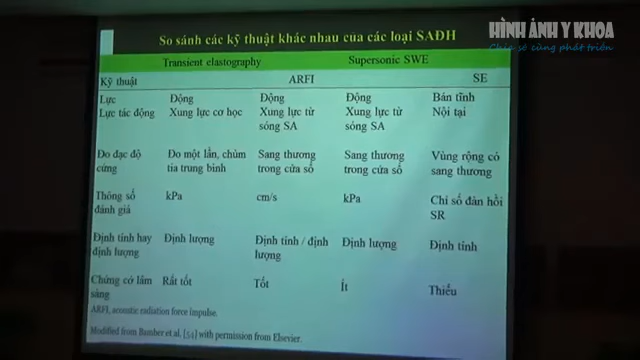 HÌNH ẢNH Y KHOA
Chia sẻ cùng phát triển
So sánh các kỹ thuật khác nhau của các loại SAĐH
Transient elastography Supersonic SWE
Kỹ thuật ARFI SE
Lực Động Động Động Bán tĩnh
Lực tác động Xung lực cơ học Xung lực từ Xung lực từ Nội tại
sóng SA sóng SA
Đo đạc độ Đo một lần, chùm Sang thương Sang thương Vùng rộng có
cứng tia trung bình trong cửa sổ trong cửa sổ sang thương
Thông số kPa cm/s kPa Chỉ số đàn hồi
đánh giá SR
Định tính hay Định lượng Định tính / định Định lượng Định tính
định lượng lượng
Chứng cớ lâm Rất tốt Tốt Ít Thiếu
sàng
ARFI, acoustic radiation force impulse.
Modified from Bamber et al. [54] with permission from Elsevier.